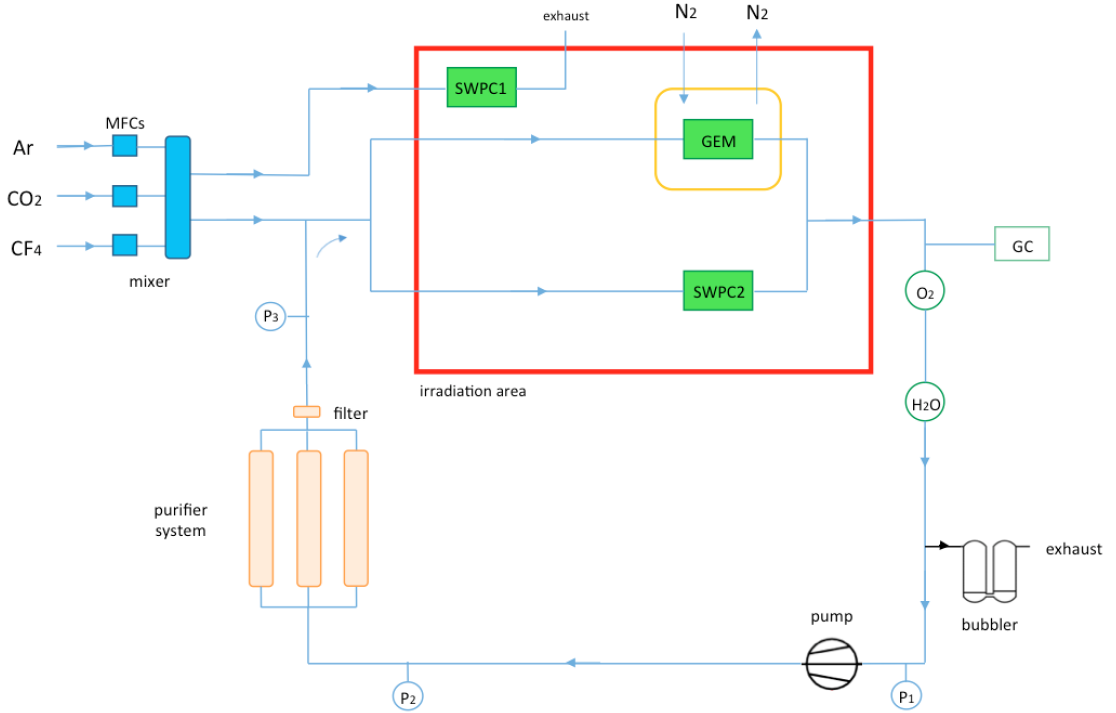 exhaust
N2
N2
SWPC1
MFCs
Ar
GEM
CO2
CF4
mixer
GC
SWPC2
O2
P3
irradiation area
H2O
filter
purifier
system
exhaust
pump
bubbler
P2
P1